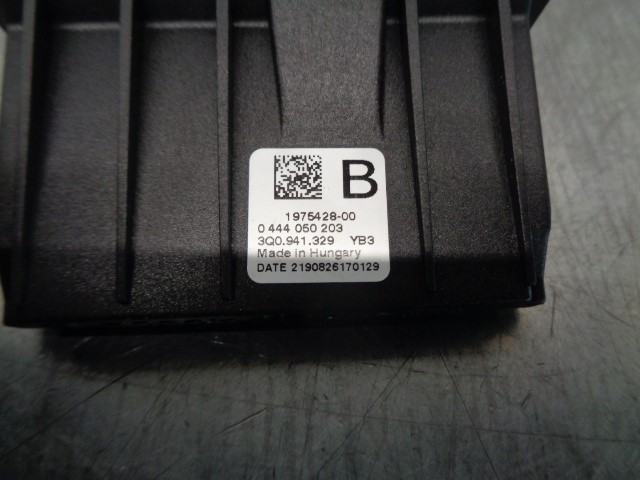 B
1975428-00
0 444 050 203
3Q0.941.329 YB3
Made in Hungary
DATE 2190826170129